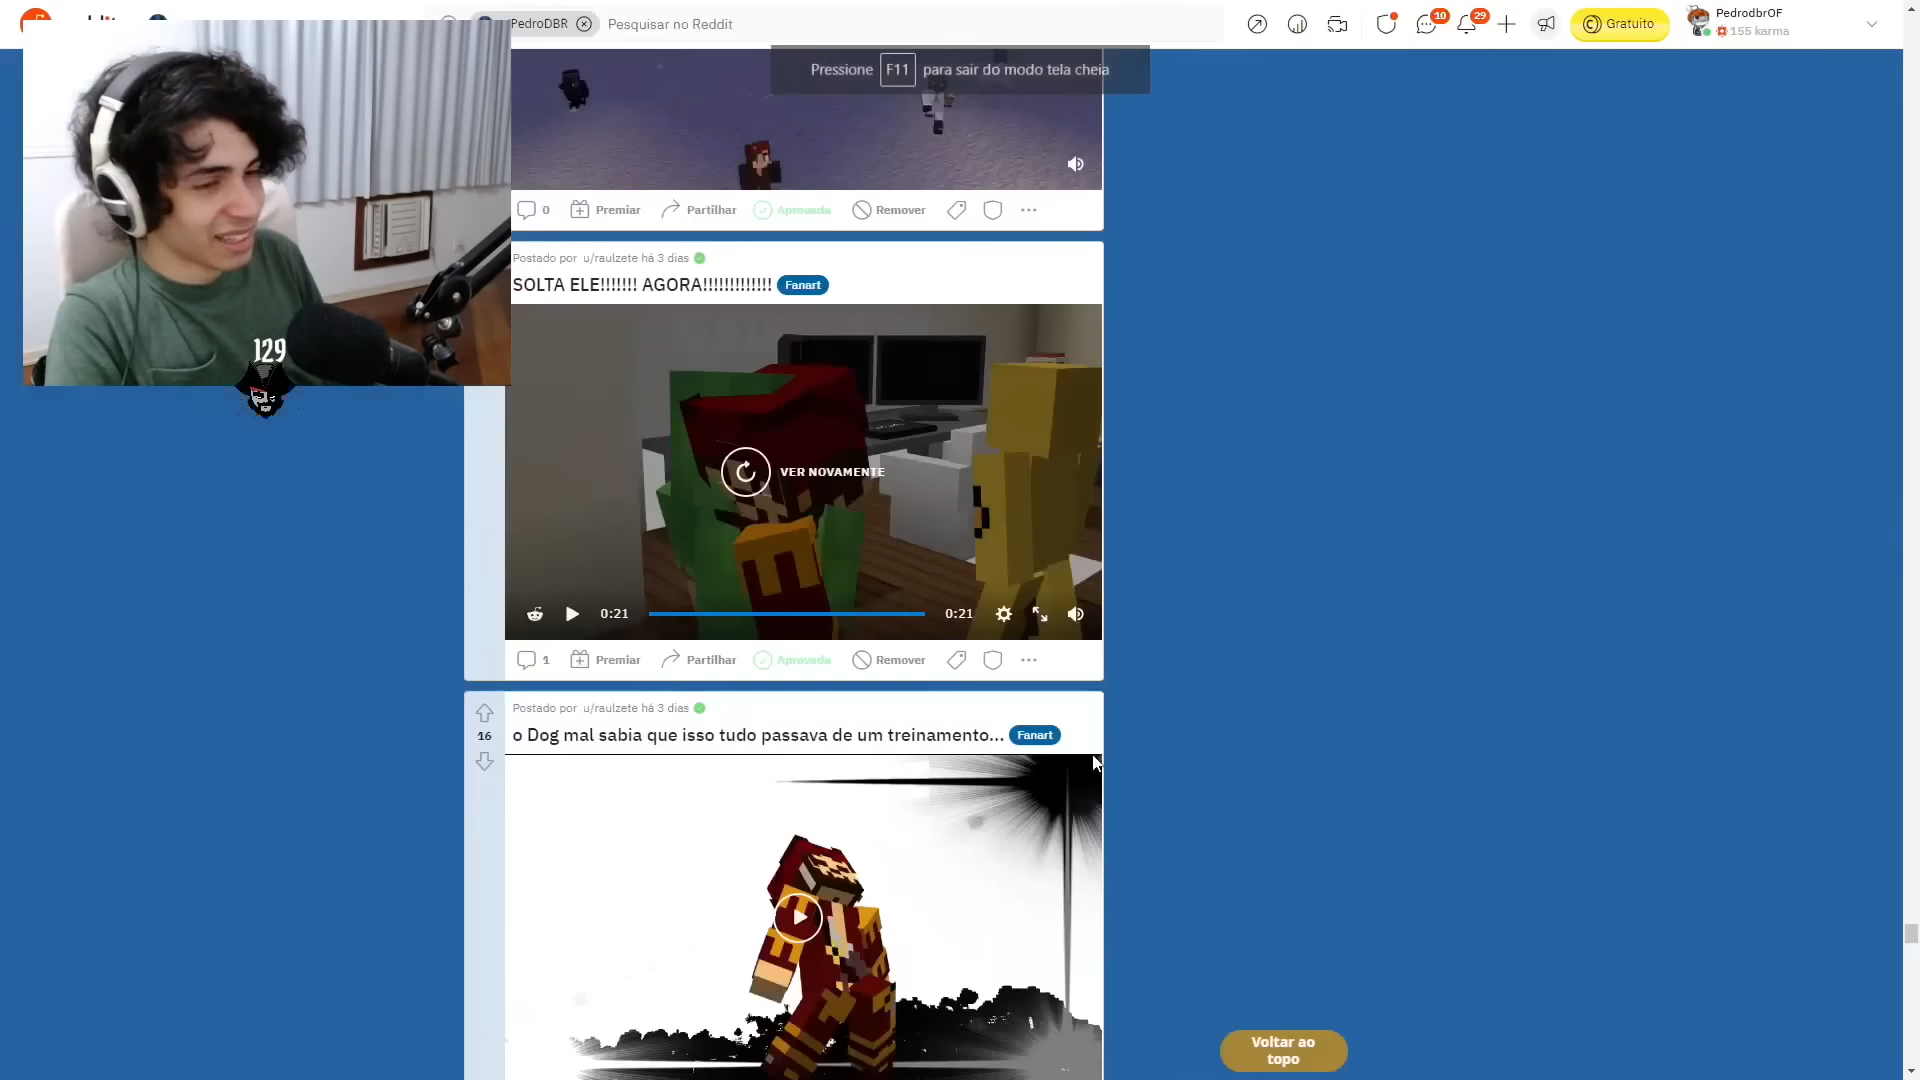 PedroDBR
Pesquisar no Reddit
10
29
Gratuito
PedrodbrOF
155 karma
Pressione F11 para sair do modo tela cheia
0 Premiar Partilhar Aprovada Remover
Postado por u/raulzete há 3 dias
SOLTA ELE!!!!!!! AGORA!!!!!!!!!!!!! Fanart
129
VER NOVAMENTE
0:21 0:21
1 Premiar Partilhar Aprovada Remover
Postado por u/raulzete há 3 dias
16
o Dog mal sabia que isso tudo passava de um treinamento... Fanart
Voltar ao
topo